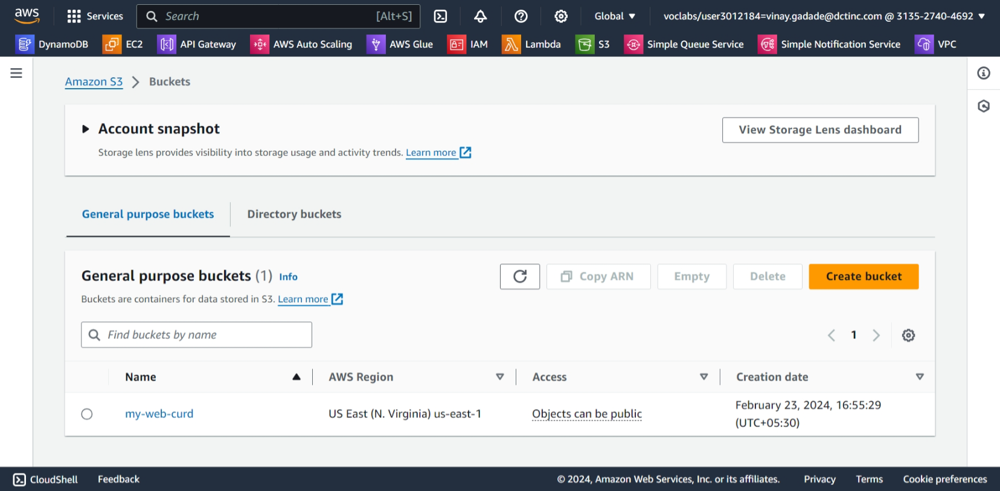 aws
Services
Search
[Alt+S]
Global
voclabs/user3012184=vinay.gadade@dctinc.com @ 3135-2740-4692
DynamoDB
EC2
API Gateway
AWS Auto Scaling
AWS Glue
IAM
Lambda
S3
Simple Queue Service
Simple Notification Service
VPC
Amazon S3 > Buckets
Account snapshot
View Storage Lens dashboard
Storage lens provides visibility into storage usage and activity trends. Learn more
General purpose buckets
Directory buckets
General purpose buckets (1) Info
Copy ARN
Empty
Delete
Create bucket
Buckets are containers for data stored in S3. Learn more
Find buckets by name
1
Name
AWS Region
Access
Creation date
my-web-curd
US East (N. Virginia) us-east-1
Objects can be public
February 23, 2024, 16:55:29
(UTC+05:30)
CloudShell
Feedback
© 2024, Amazon Web Services, Inc. or its affiliates.
Privacy
Terms
Cookie preferences